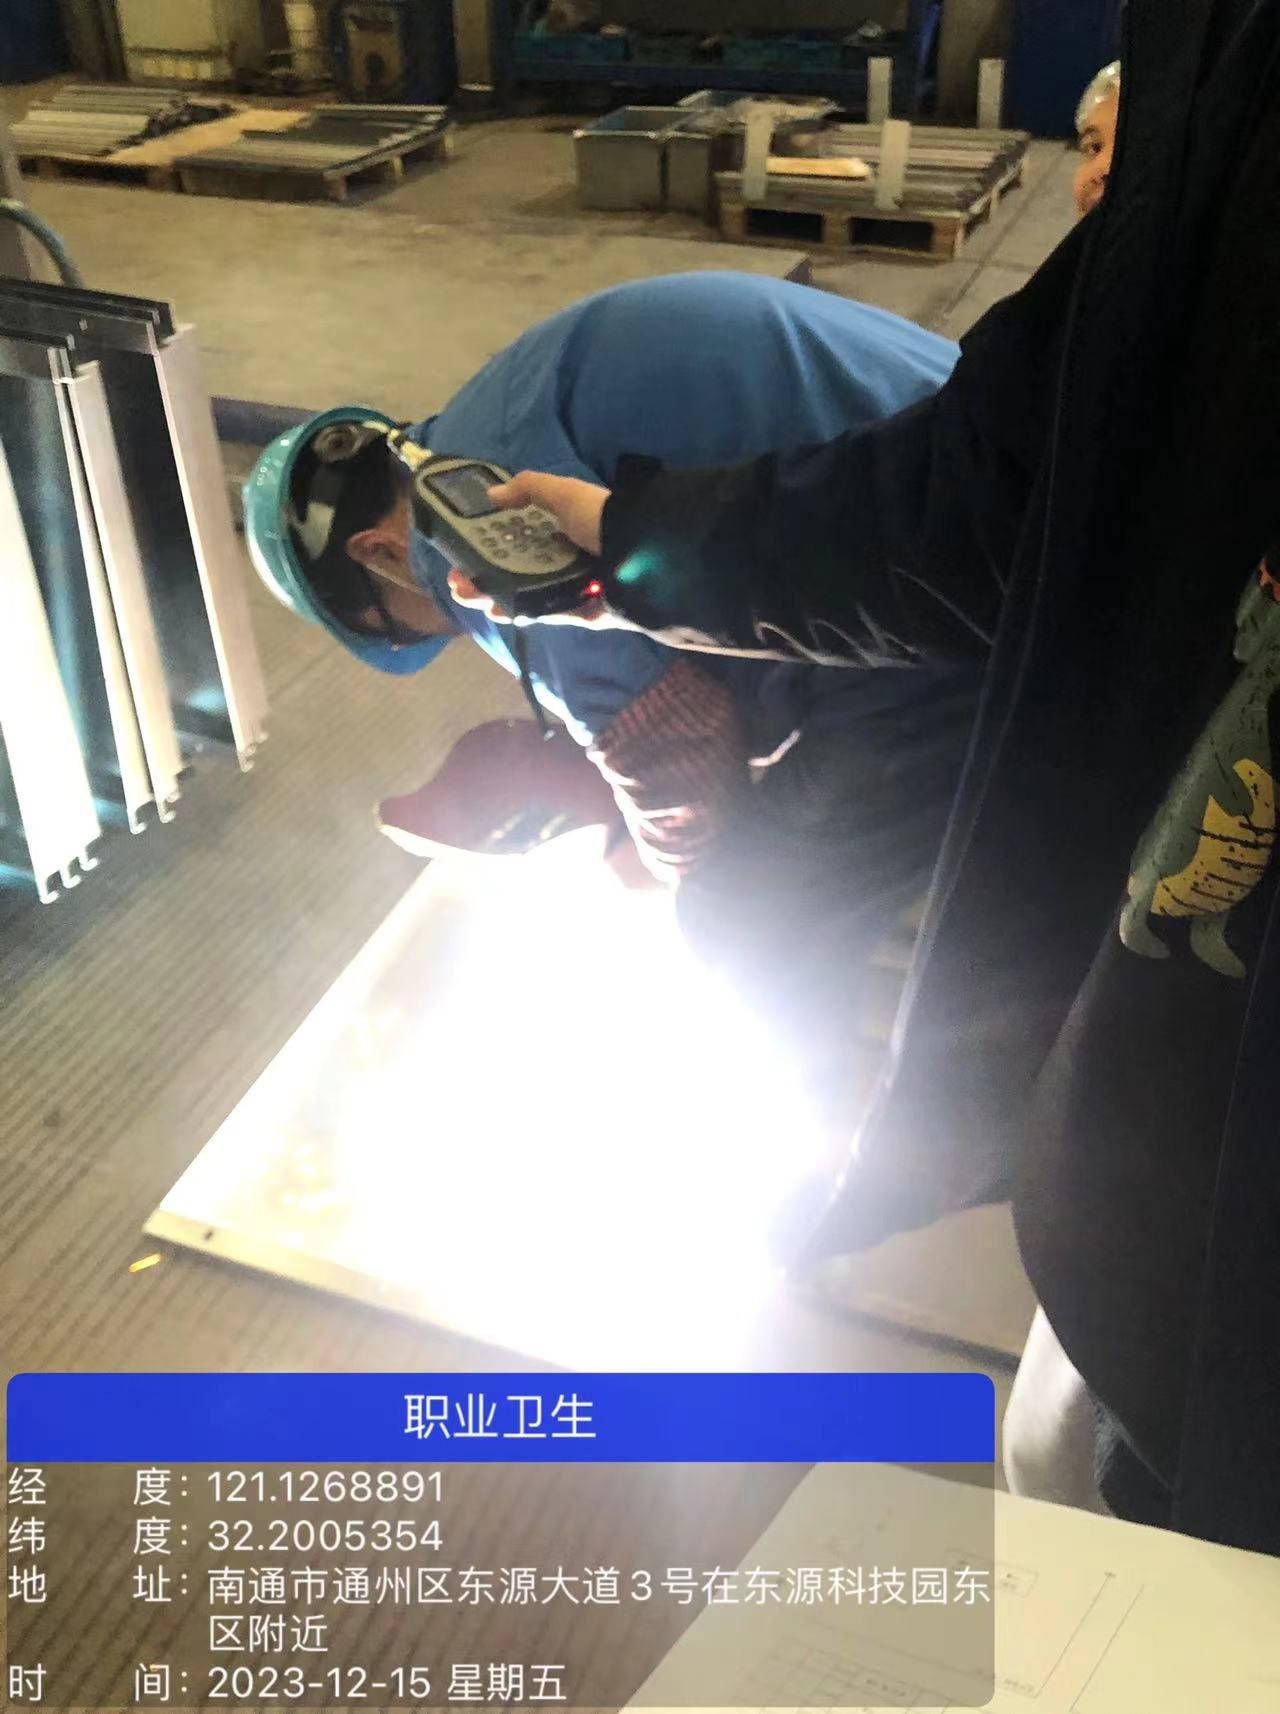 职业卫生
经度：121.1268891
纬度：32.2005354
地址：南通市通州区东源大道3号在东源科技园东
区附近
时间：2023-12-15 星期五